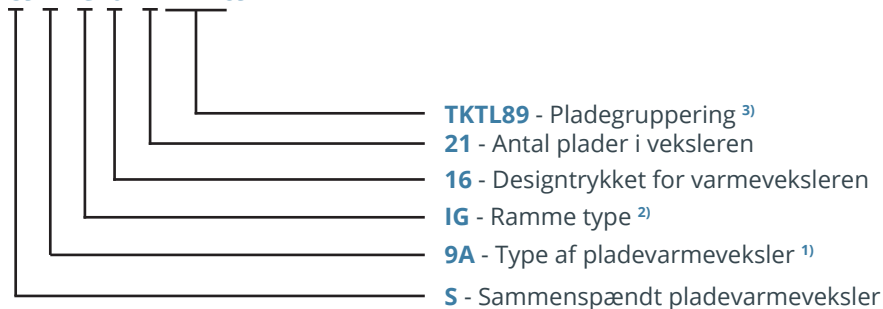 TKTL89 - Pladegruppering 3)
21 - Antal plader i veksleren
16 - Designtrykket for varmeveksleren
IG - Ramme type 2)
9A - Type af pladevarmeveksler 1)
S - Sammenspændt pladevarmeveksler